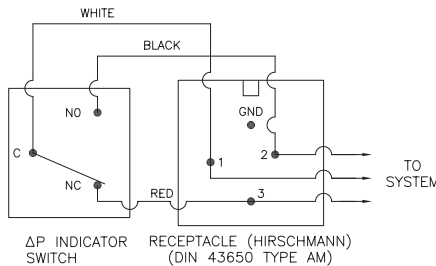 WHITE
BLACK
NO
GND
C
1
2
NC
RED
3
TO
SYSTEM
ΔP INDICATOR
SWITCH
RECEPTACLE (HIRSCHMANN)
(DIN 43650 TYPE AM)